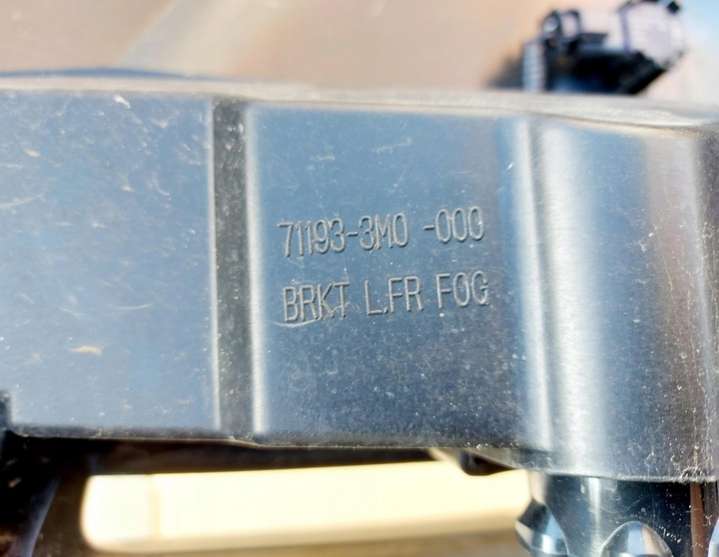 71193-3M0 -000
BRKT L,FR FOG